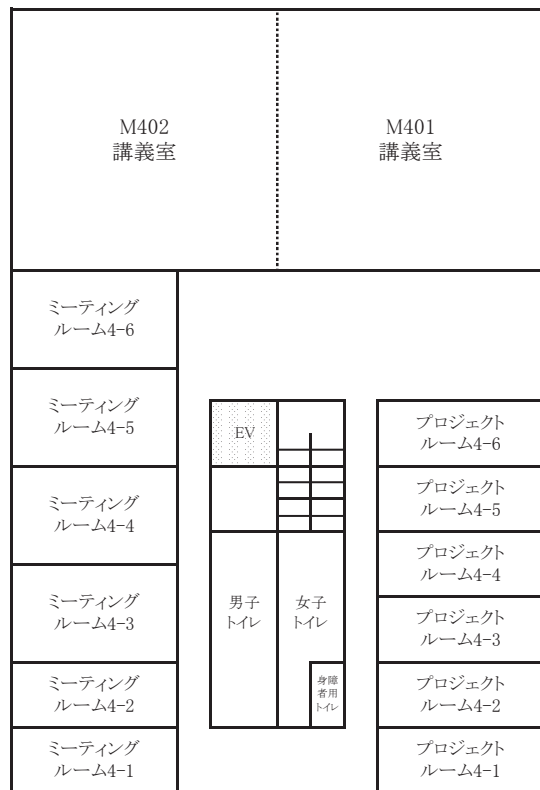 M402
講義室
M401
講義室
ミーティング
ルーム4-6
ミーティング
ルーム4-5
ミーティング
ルーム4-4
ミーティング
ルーム4-3
ミーティング
ルーム4-2
ミーティング
ルーム4-1
EV
男子
トイレ
女子
トイレ
身障
者用
トイレ
プロジェクト
ルーム4-6
プロジェクト
ルーム4-5
プロジェクト
ルーム4-4
プロジェクト
ルーム4-3
プロジェクト
ルーム4-2
プロジェクト
ルーム4-1